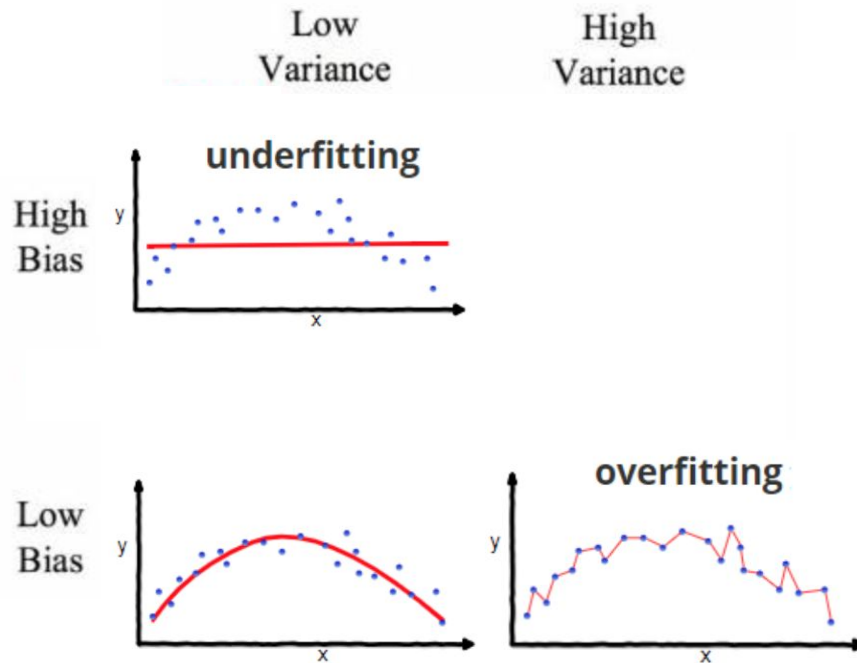 Low
Variance
High
Variance
underfitting
High
Bias
y
x
overfitting
Low
Bias
y
x
y
x